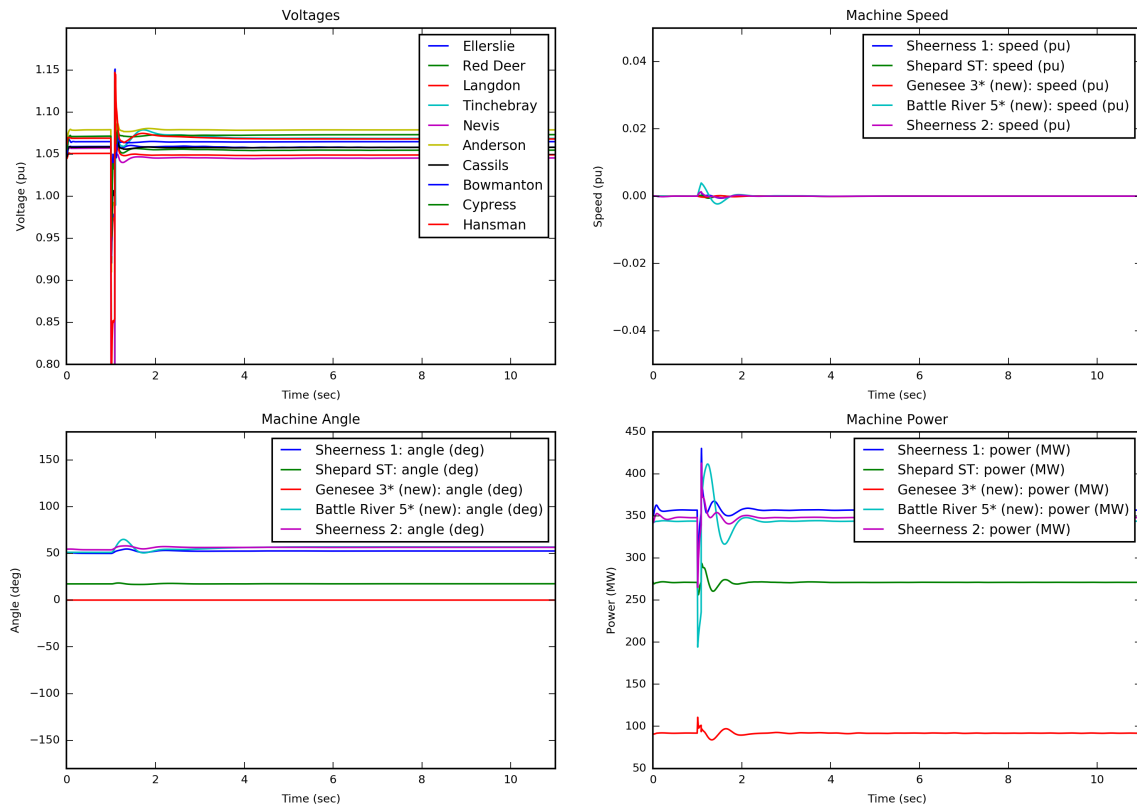 Voltages
1.15
1.10
1.05
1.00
0.95
0.90
0.85
0.80
Voltage (pu)
0 2 4 6 8 10
Time (sec)
Ellerslie
Red Deer
Langdon
Tinchebray
Nevis
Anderson
Cassils
Bowmanton
Cypress
Hansman
Machine Speed
0.04
0.02
0.00
−0.02
−0.04
Speed (pu)
0 2 4 6 8 10
Time (sec)
Sheerness 1: speed (pu)
Shepard ST: speed (pu)
Genesee 3* (new): speed (pu)
Battle River 5* (new): speed (pu)
Sheerness 2: speed (pu)
Machine Angle
150
100
50
0
−50
−100
−150
Angle (deg)
0 2 4 6 8 10
Time (sec)
Sheerness 1: angle (deg)
Shepard ST: angle (deg)
Genesee 3* (new): angle (deg)
Battle River 5* (new): angle (deg)
Sheerness 2: angle (deg)
Machine Power
450
400
350
300
250
200
150
100
50
Power (MW)
0 2 4 6 8 10
Time (sec)
Sheerness 1: power (MW)
Shepard ST: power (MW)
Genesee 3* (new): power (MW)
Battle River 5* (new): power (MW)
Sheerness 2: power (MW)